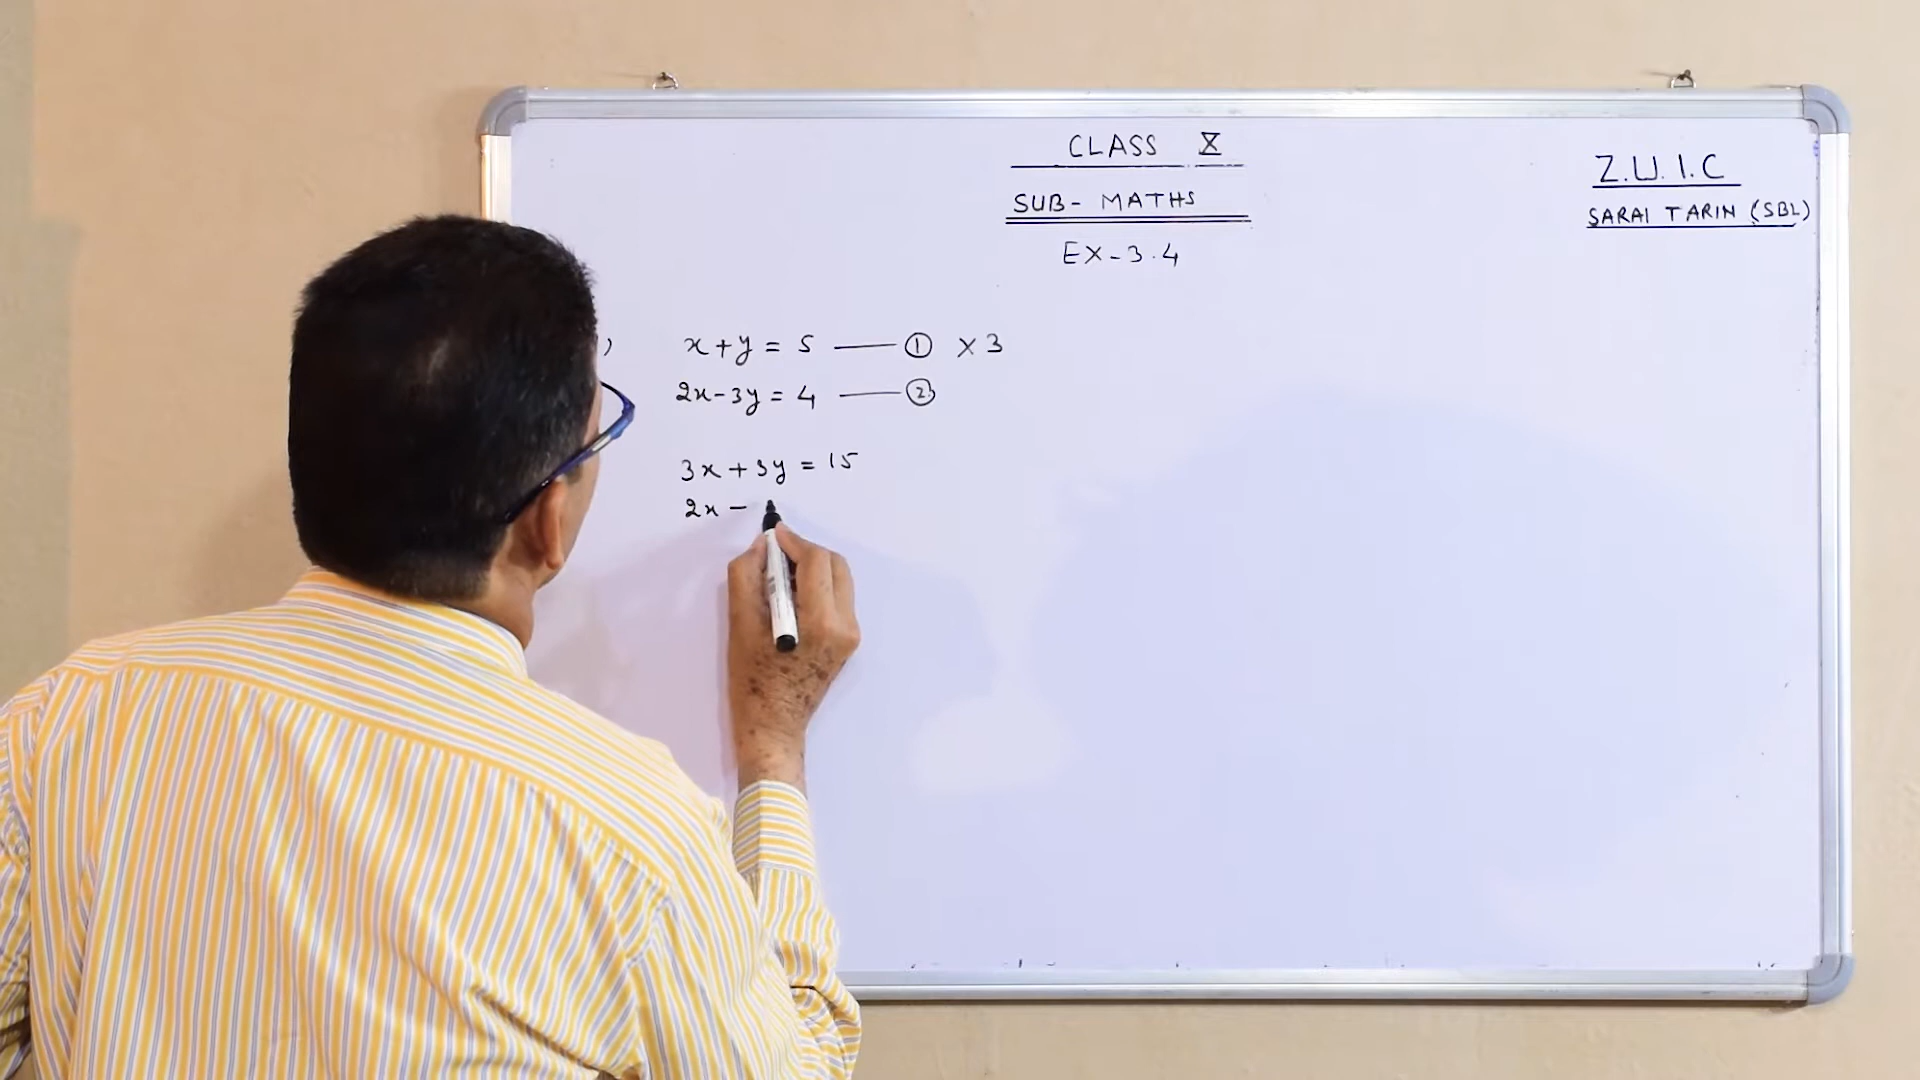 CLASS X
SUB- MATHS
EX-3.4
Z.U.I.C
SARAI TARIN (SBL)
) x+y = 5 —— ① ×3
2x-3y = 4 —— ②
3x+3y = 15
2x -